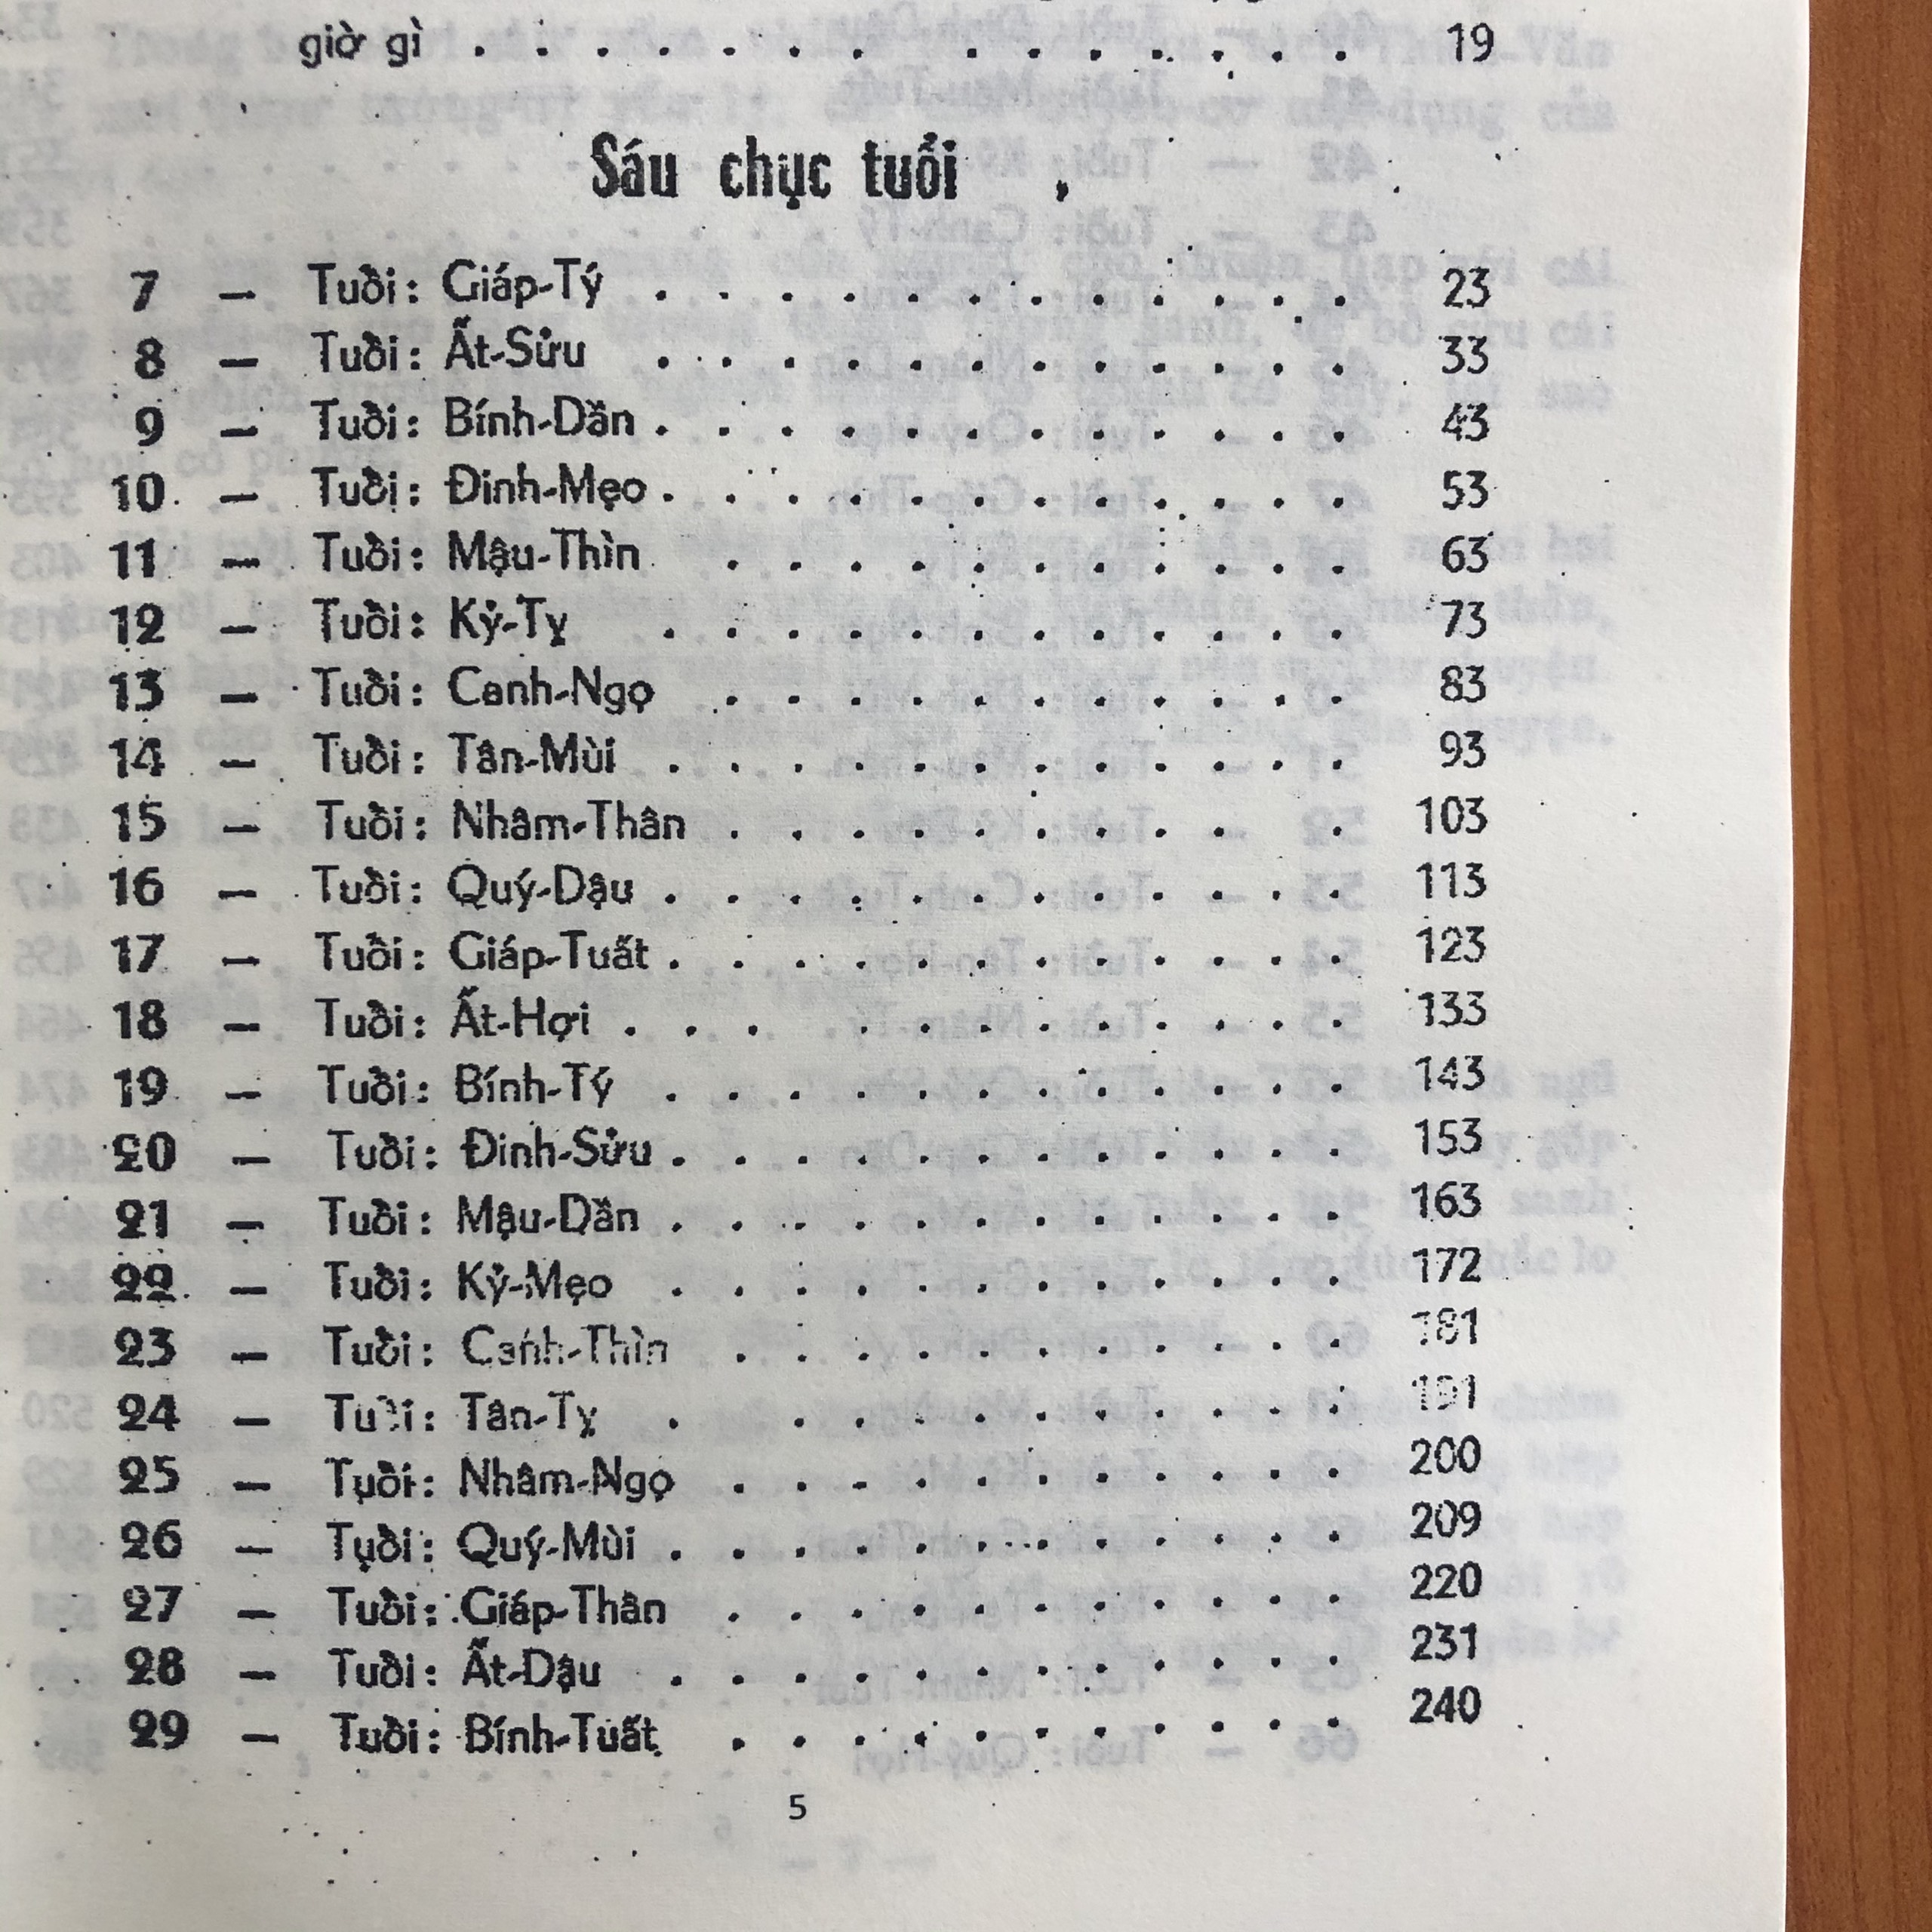 giờ gì . . . . . . . . . . . . . . 19
Sáu chục tuổi
7 — Tuổi: Giáp-Tý . . . . . . . . . . . . 23
8 — Tuổi: Ất-Sửu . . . . . . . . . . . . 33
9 — Tuổi: Bính-Dần . . . . . . . . . . . . 43
10 — Tuổi: Đinh-Mẹo . . . . . . . . . . . . 53
11 — Tuổi: Mậu-Thìn . . . . . . . . . . . 63
12 — Tuổi: Kỷ-Tỵ . . . . . . . . . . . . 73
13 — Tuổi: Canh-Ngọ . . . . . . . . . . . 83
14 — Tuổi: Tân-Mùi . . . . . . . . . . . . 93
15 — Tuổi: Nhâm-Thân . . . . . . . . . . 103
16 — Tuổi: Quý-Dậu . . . . . . . . . . . . 113
17 — Tuổi: Giáp-Tuất . . . . . . . . . . . . 123
18 — Tuổi: Ất-Hợi . . . . . . . . . . . 133
19 — Tuổi: Bính-Tý . . . . . . . . . . . . 143
20 — Tuổi: Đinh-Sửu . . . . . . . . . . . . 153
21 — Tuổi: Mậu-Dần . . . . . . . . . . . . 163
22 — Tuổi: Kỷ-Mẹo . . . . . . . . . . . . 172
23 — Tuổi: Canh-Thìn . . . . . . . . . . . 181
24 — Tuổi: Tân-Tỵ . . . . . . . . . . . 191
25 — Tuổi: Nhâm-Ngọ . . . . . . . . . . . 200
26 — Tuổi: Quý-Mùi . . . . . . . . . . . . 209
27 — Tuổi: Giáp-Thân . . . . . . . . . . . 220
28 — Tuổi: Ất-Dậu . . . . . . . . . . . . 231
29 — Tuổi: Bính-Tuất . . . . . . . . . . . 240
5